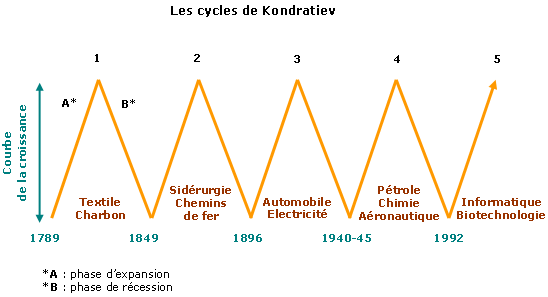 Les cycles de Kondratiev
1 2 3 4 5
A* B*
Courbe
de la croissance
Textile
Charbon
Sidérurgie
Chemins
de fer
Automobile
Electricité
Pétrole
Chimie
Aéronautique
Informatique
Biotechnologie
1789 1849 1896 1940-45 1992
*A : phase d'expansion
*B : phase de récession